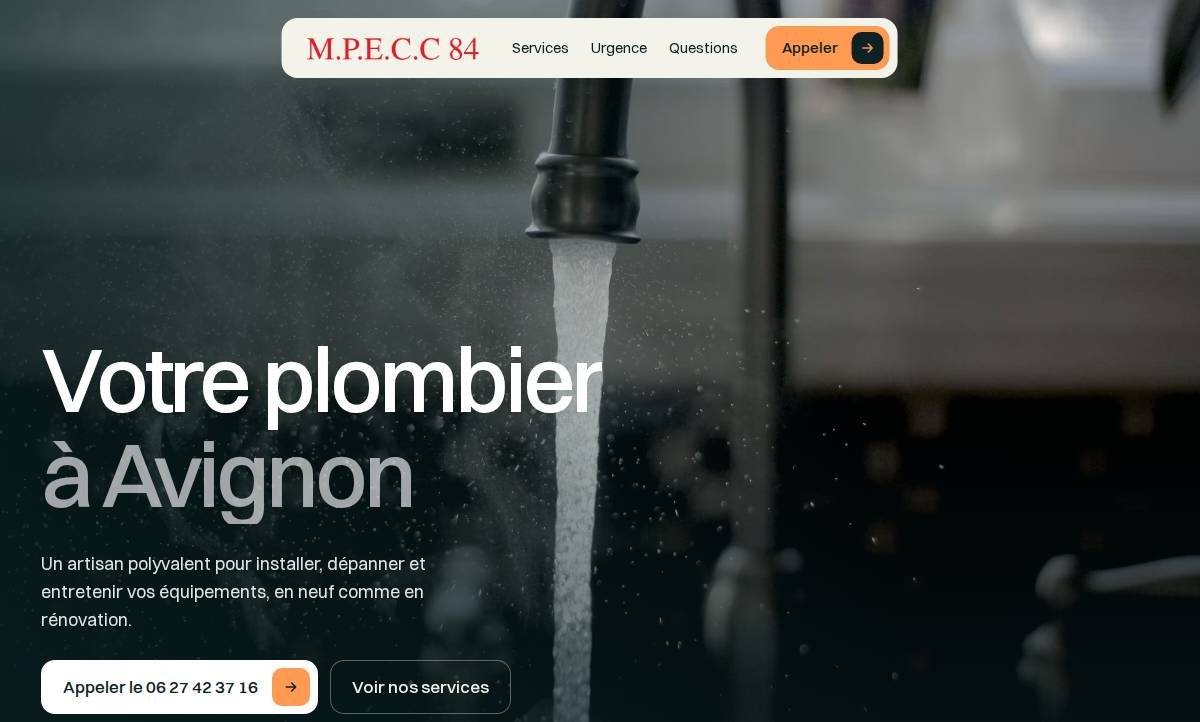 M.P.E.C.C 84
Services
Urgence
Questions
Appeler
Votre plombier
à Avignon
Un artisan polyvalent pour installer, dépanner et
entretenir vos équipements, en neuf comme en
rénovation.
Appeler le 06 27 42 37 16
Voir nos services